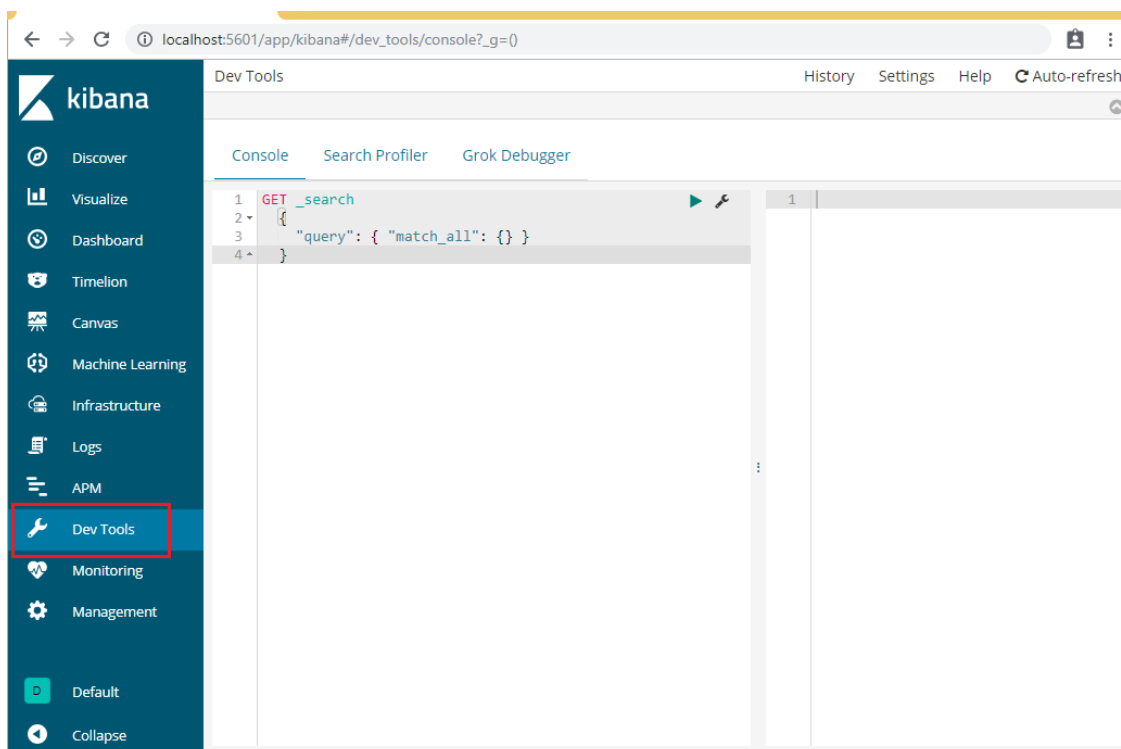 localhost:5601/app/kibana#/dev_tools/console?_g=()
kibana
Discover
Visualize
Dashboard
Timelion
Canvas
Machine Learning
Infrastructure
Logs
APM
Dev Tools
Monitoring
Management
D Default
Collapse
Dev Tools History Settings Help Auto-refresh
Console Search Profiler Grok Debugger
1 GET _search
2 {
3 "query": { "match_all": {} }
4 }
1